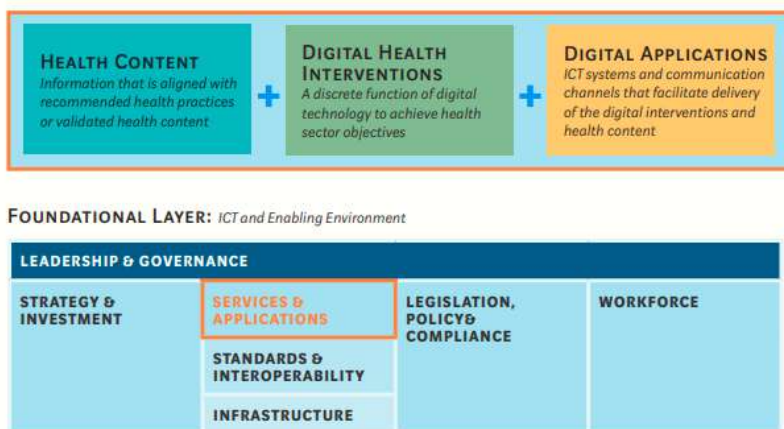 HEALTH CONTENT
Information that is aligned with
recommended health practices
or validated health content
+
DIGITAL HEALTH
INTERVENTIONS
A discrete function of digital
technology to achieve health
sector objectives
+
DIGITAL APPLICATIONS
ICT systems and communication
channels that facilitate delivery
of the digital interventions and
health content
FOUNDATIONAL LAYER: ICT and Enabling Environment
LEADERSHIP & GOVERNANCE
STRATEGY &
INVESTMENT
SERVICES &
APPLICATIONS
STANDARDS &
INTEROPERABILITY
INFRASTRUCTURE
LEGISLATION,
POLICY&
COMPLIANCE
WORKFORCE